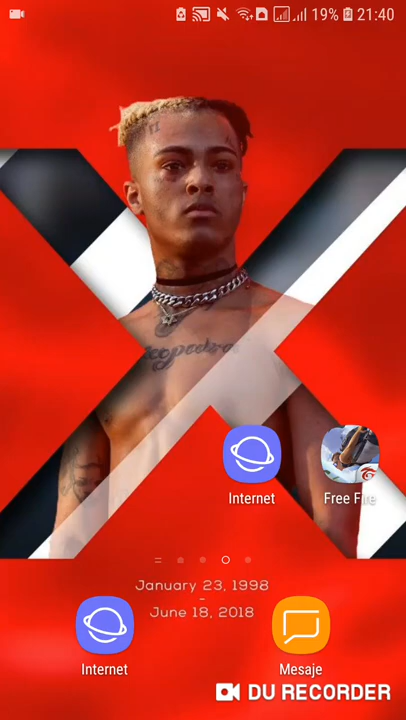 19% 21:40
Internet
Free Fire
January 23, 1998
-
June 18, 2018
Internet
Mesaje
DU RECORDER